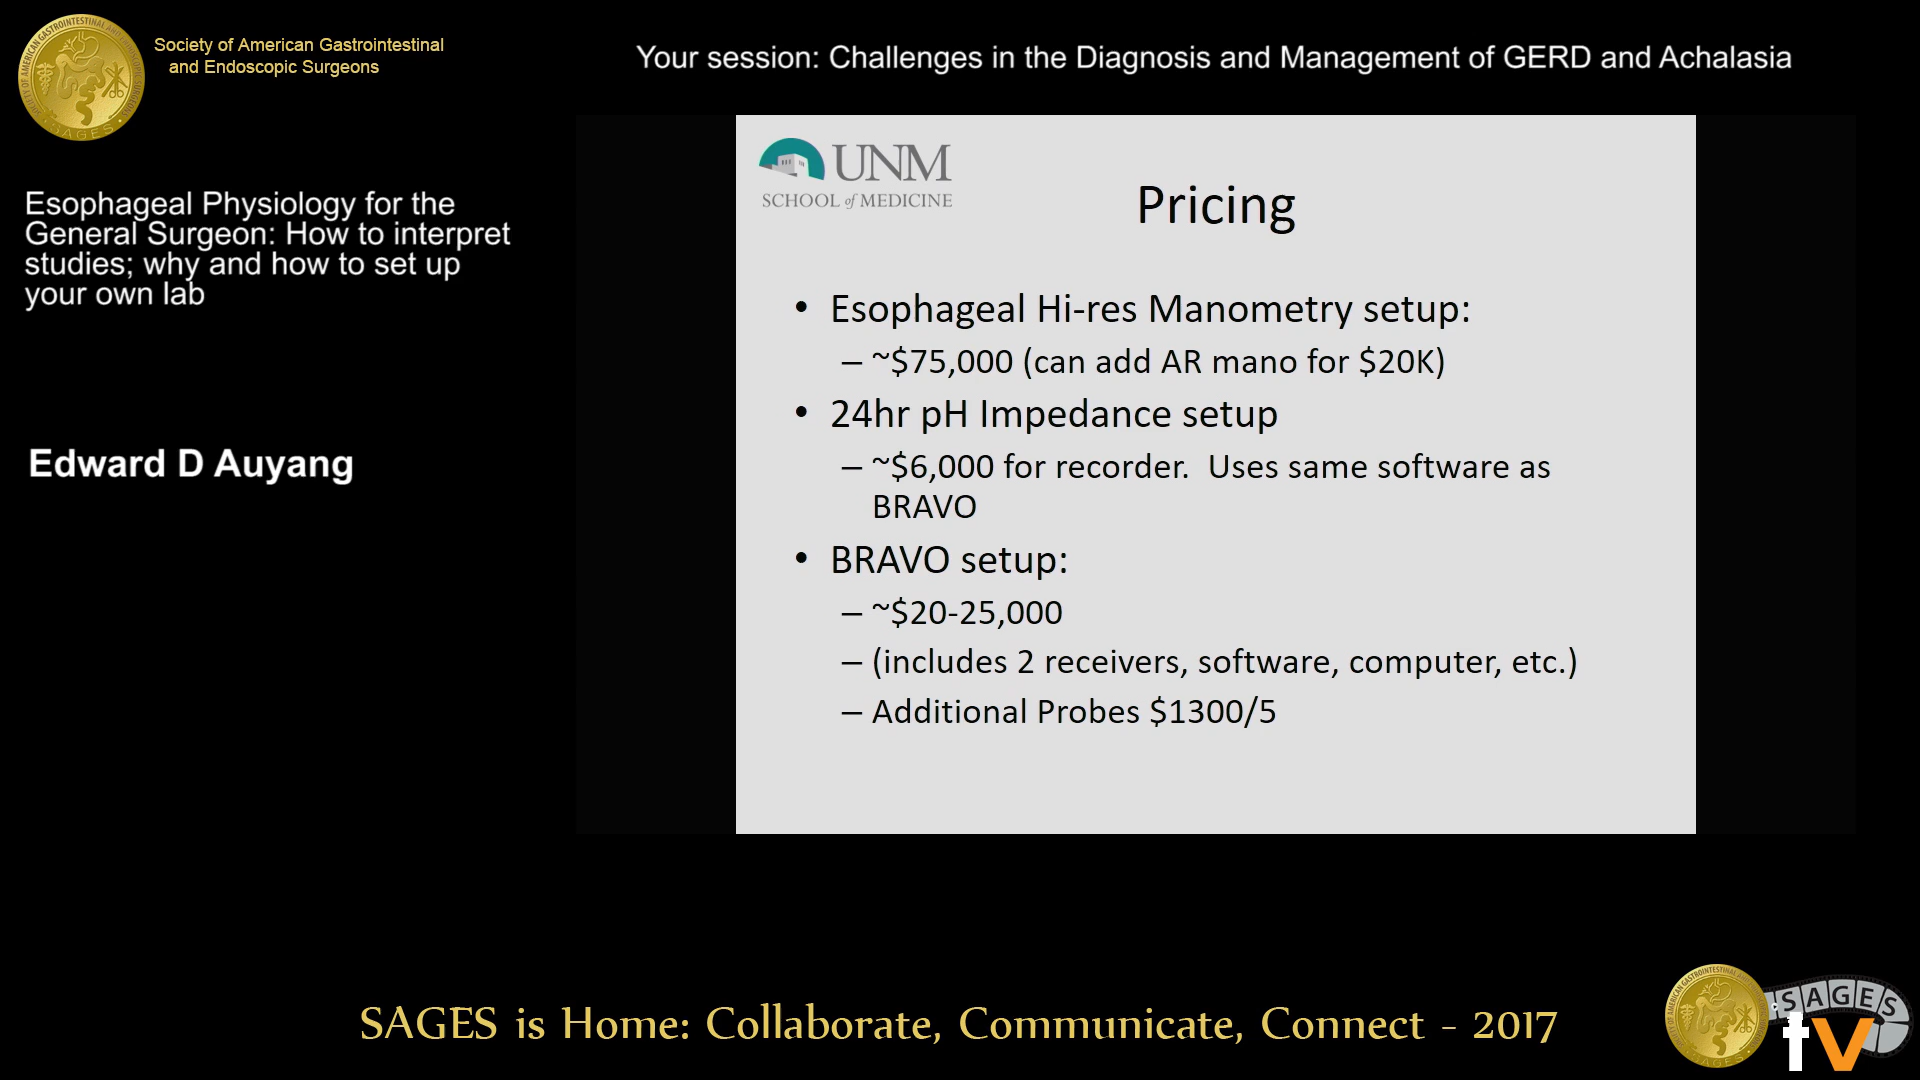 Society of American Gastrointestinal
and Endoscopic Surgeons
Your session: Challenges in the Diagnosis and Management of GERD and Achalasia
Esophageal Physiology for the
General Surgeon: How to interpret
studies; why and how to set up
your own lab
Edward D Auyang
UNM
SCHOOL of MEDICINE
Pricing
• Esophageal Hi-res Manometry setup:
– ~$75,000 (can add AR mano for $20K)
• 24hr pH Impedance setup
– ~$6,000 for recorder. Uses same software as
BRAVO
• BRAVO setup:
– ~$20-25,000
– (includes 2 receivers, software, computer, etc.)
– Additional Probes $1300/5
SAGES is Home: Collaborate, Communicate, Connect - 2017
SAGES
tV